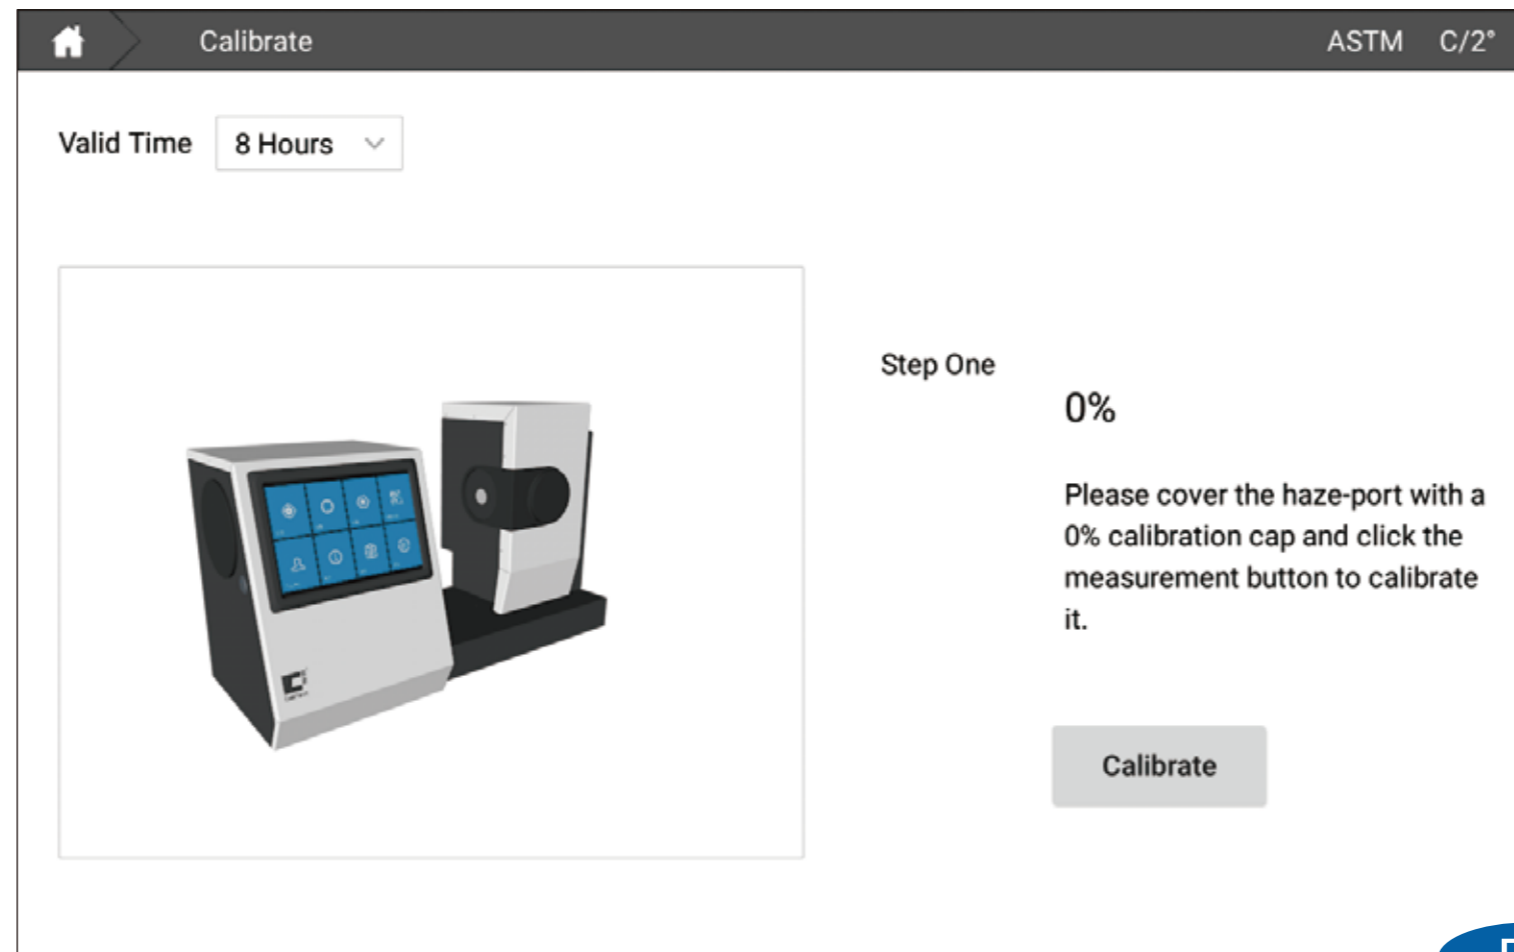 Calibrate
ASTM C/2°
Valid Time 8 Hours
Step One
0%
Please cover the haze-port with a
0% calibration cap and click the
measurement button to calibrate
it.
Calibrate